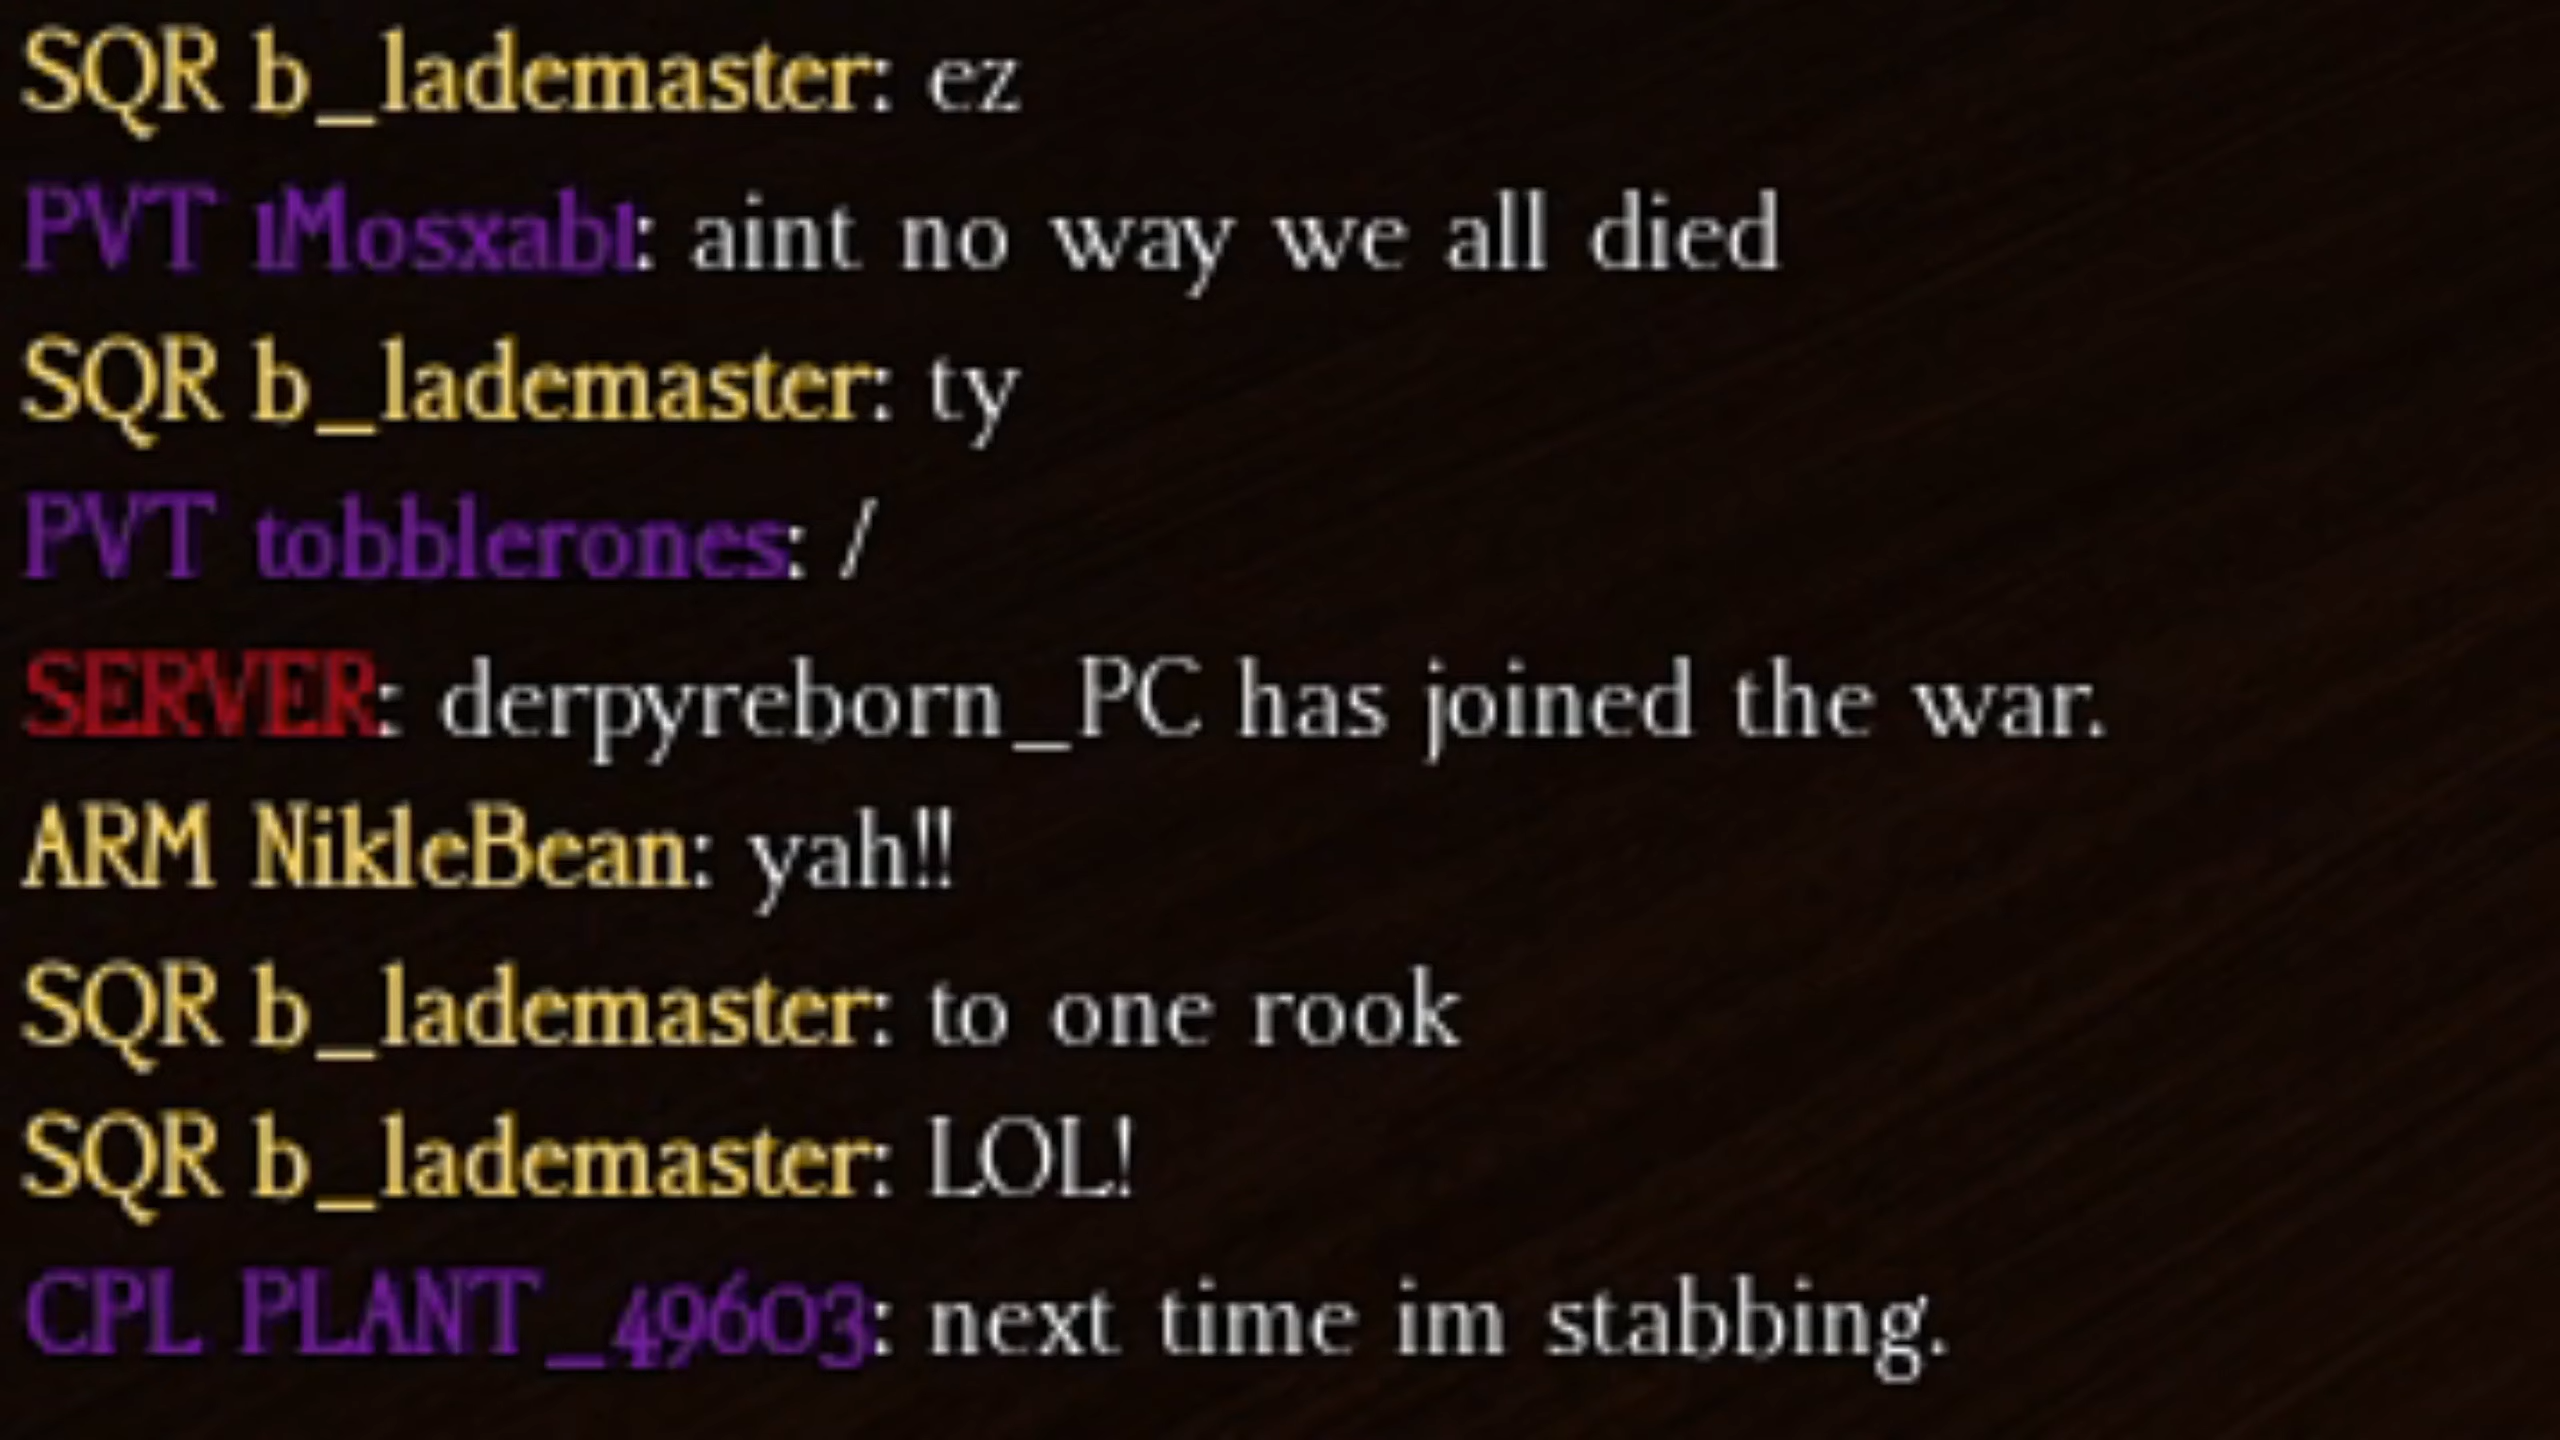 SQR b_lademaster: ez
PVT iMosxabi: aint no way we all died
SQR b_lademaster: ty
PVT tobblerones: /
SERVER: derpyreborn_PC has joined the war.
ARM NikleBean: yah!!
SQR b_lademaster: to one rook
SQR b_lademaster: LOL!
CPL PLANT_49603: next time im stabbing.